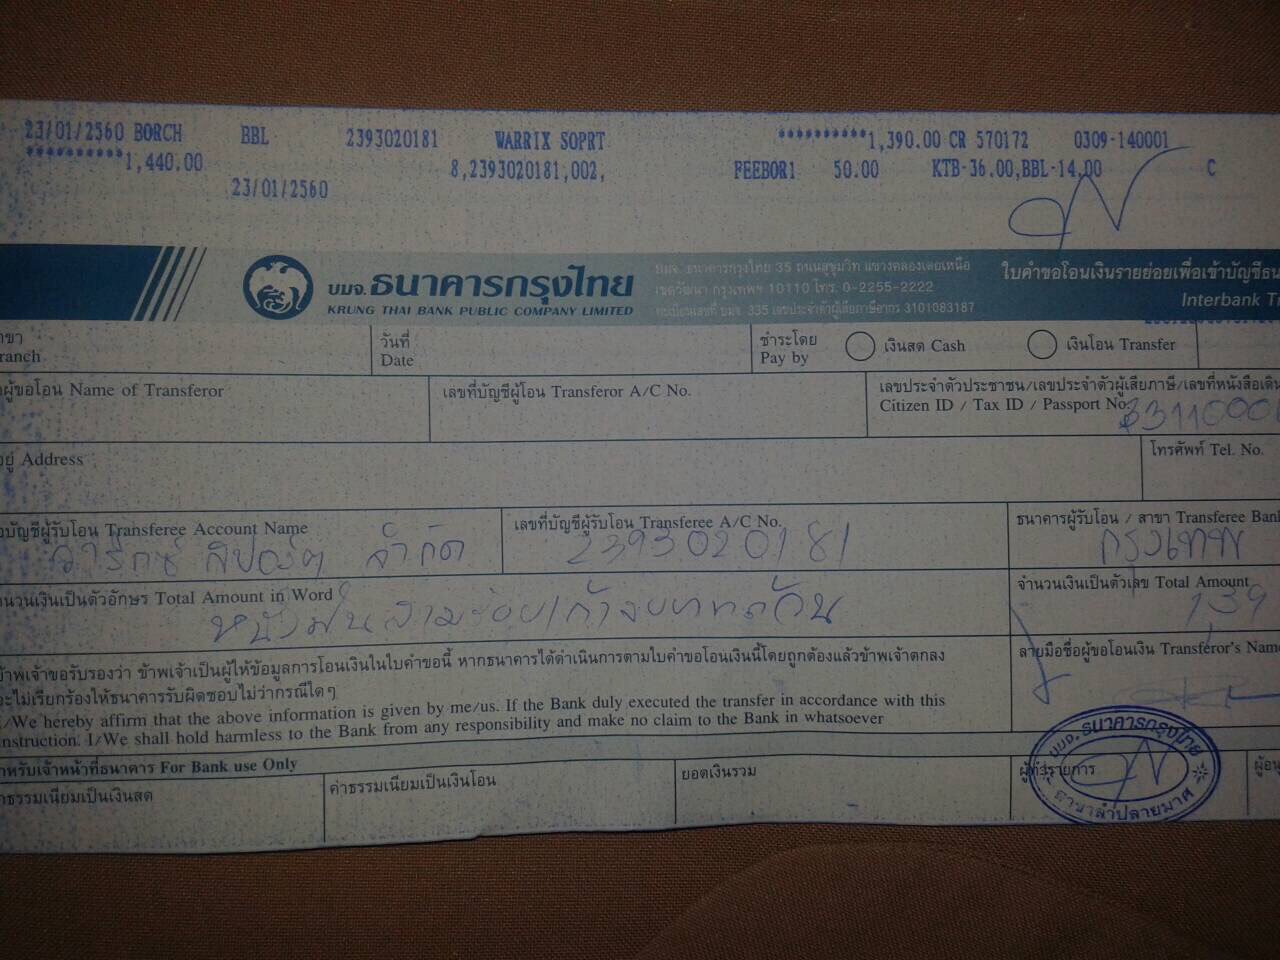 23/01/2560 BORCH BBL 2393020181 WARRIX SOPRT **********1,390.00 CR 570172 0309-140001
**********1,440.00 8,2393020181,002, FEEBOR1 50.00 KTB-36.00,BBL-14.00 C
23/01/2560
บมจ.ธนาคารกรุงไทย
KRUNG THAI BANK PUBLIC COMPANY LIMITED
บมจ. ธนาคารกรุงไทย 35 ถนนสุขุมวิท แขวงคลองเตยเหนือ
เขตวัฒนา กรุงเทพฯ 10110 โทร. 0-2255-2222
ทะเบียนเลขที่ บมจ. 335 เลขประจำตัวผู้เสียภาษีอากร 3101083187
ใบคำขอโอนเงินรายย่อยเพื่อเข้าบัญชีธน
Interbank T
าขา
ranch
วันที่
Date
ชำระโดย
Pay by
เงินสด Cash
เงินโอน Transfer
ผู้ขอโอน Name of Transferor
เลขที่บัญชีผู้โอน Transferor A/C No.
เลขประจำตัวประชาชน/เลขประจำตัวผู้เสียภาษี/เลขที่หนังสือเดิน
Citizen ID / Tax ID / Passport No.
3311000
อยู่ Address
โทรศัพท์ Tel. No.
อบัญชีผู้รับโอน Transferee Account Name
วาริกซ์ สปอร์ต จำกัด
เลขที่บัญชีผู้รับโอน Transferee A/C No.
2393020181
ธนาคารผู้รับโอน / สาขา Transferee Bank
กรุงเทพ
านวนเงินเป็นตัวอักษร Total Amount in Word
หนึ่งพันสามร้อยเก้าสิบบาทถ้วน
จำนวนเงินเป็นตัวเลข Total Amount
139
้าพเจ้าขอรับรองว่า ข้าพเจ้าเป็นผู้ให้ข้อมูลการโอนเงินในใบคำขอนี้ หากธนาคารได้ดำเนินการตามใบคำขอโอนเงินนี้โดยถูกต้องแล้วข้าพเจ้าตกลง
จะไม่เรียกร้องให้ธนาคารรับผิดชอบไม่ว่ากรณีใดๆ
I/We hereby affirm that the above information is given by me/us. If the Bank duly executed the transfer in accordance with this
instruction. I/We shall hold harmless to the Bank from any responsibility and make no claim to the Bank in whatsoever
ลายมือชื่อผู้ขอโอนเงิน Transferor's Name
ำหรับเจ้าหน้าที่ธนาคาร For Bank use Only
่าธรรมเนียมเป็นเงินสด
ค่าธรรมเนียมเป็นเงินโอน
ยอดเงินรวม
ผู้ทำรายการ
ผู้อนุ
บมจ. ธนาคารกรุงไทย
สาขาลำปลายมาศ